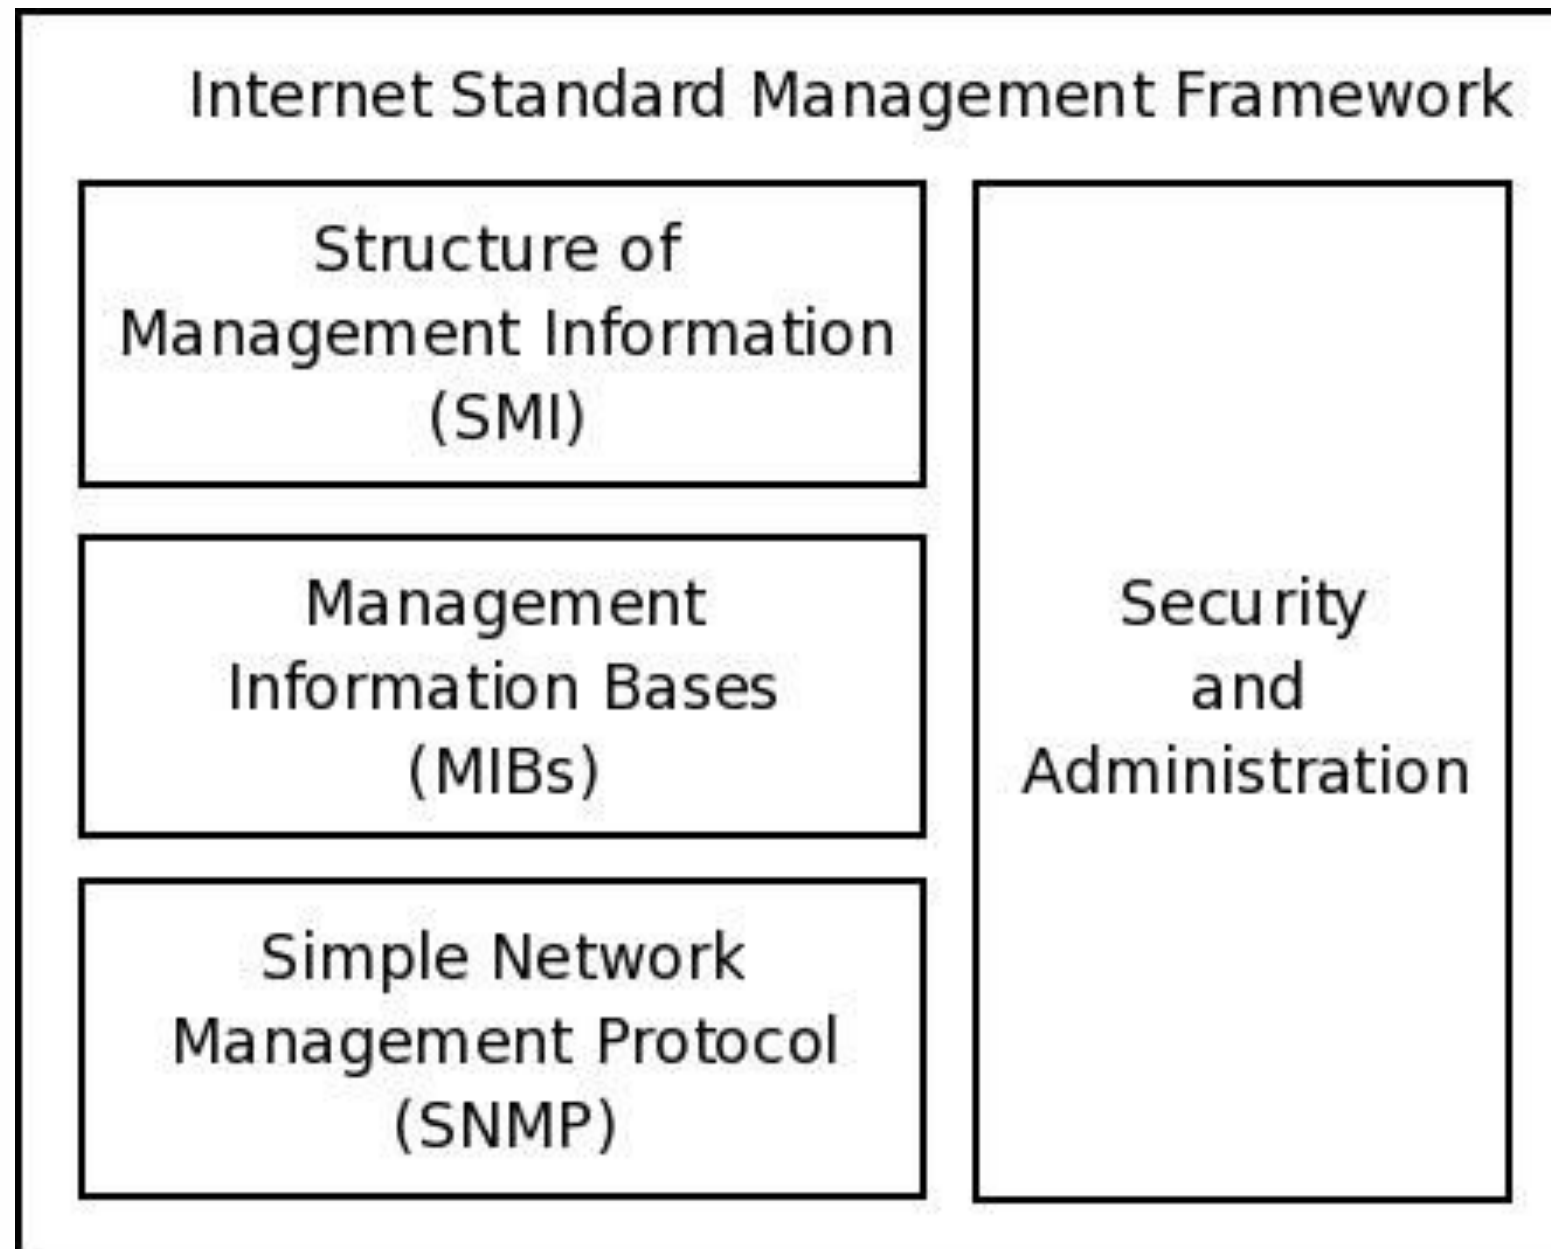 Internet Standard Management Framework
Structure of
Management Information
(SMI)
Management
Information Bases
(MIBs)
Simple Network
Management Protocol
(SNMP)
Security
and
Administration